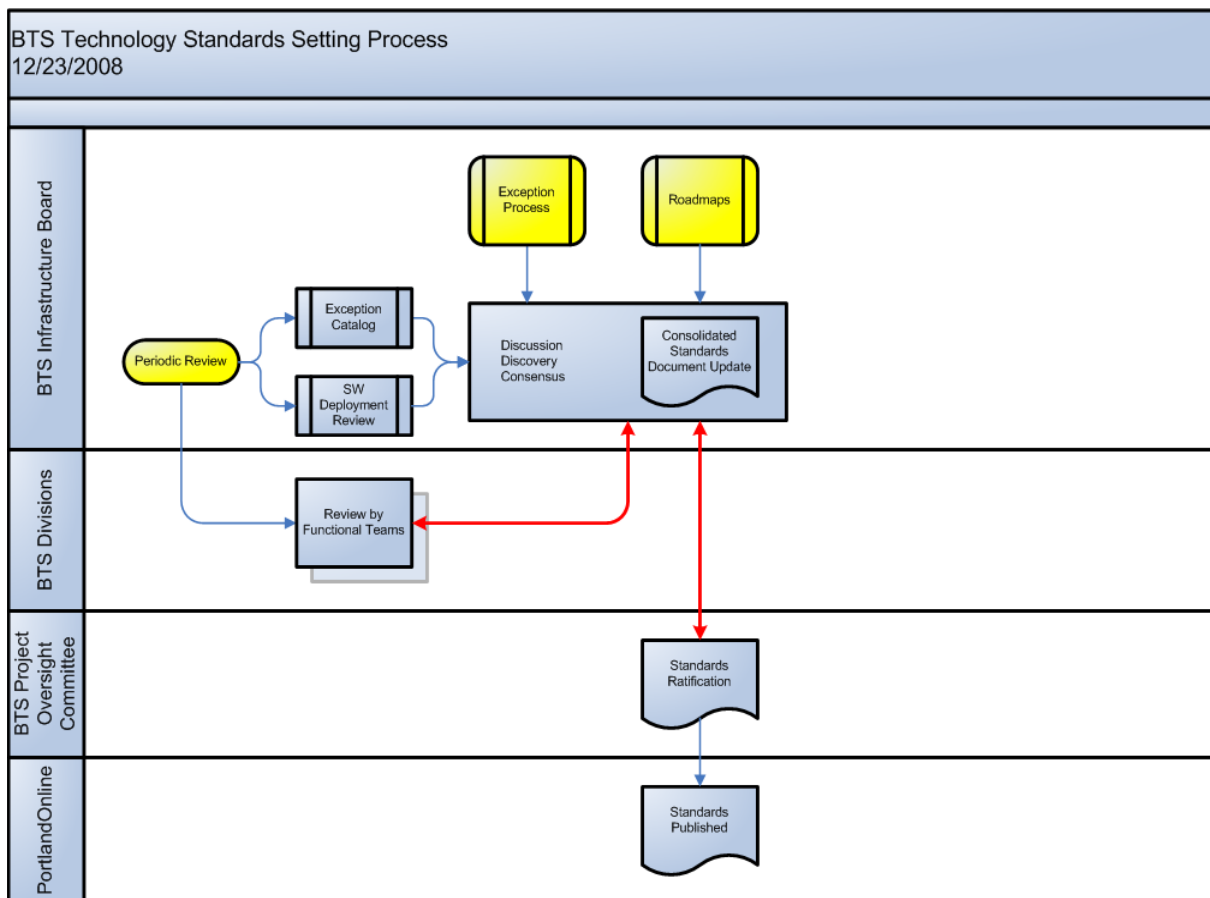 BTS Technology Standards Setting Process
12/23/2008
BTS Infrastructure Board
Exception
Process
Roadmaps
Exception
Catalog
Periodic Review
SW
Deployment
Review
Discussion
Discovery
Consensus
Consolidated
Standards
Document Update
BTS Divisions
Review by
Functional Teams
BTS Project
Oversight
Committee
Standards
Ratification
PortlandOnline
Standards
Published